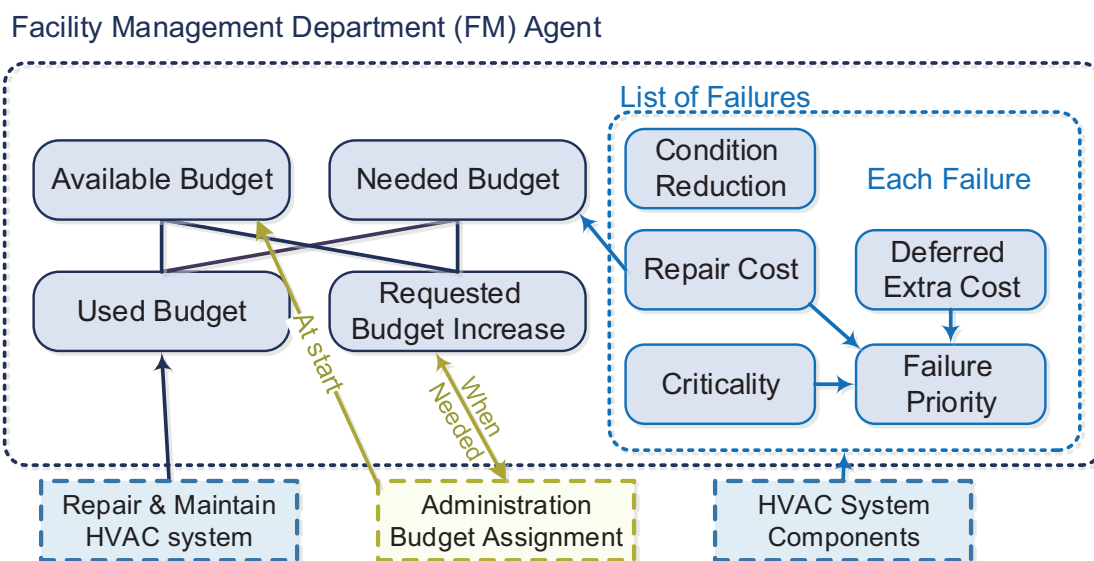 Facility Management Department (FM) Agent
List of Failures
Available Budget
Needed Budget
Condition
Reduction
Each Failure
Used Budget
Requested
Budget Increase
Repair Cost
Deferred
Extra Cost
Criticality
Failure
Priority
At start
When
Needed
Repair & Maintain
HVAC system
Administration
Budget Assignment
HVAC System
Components